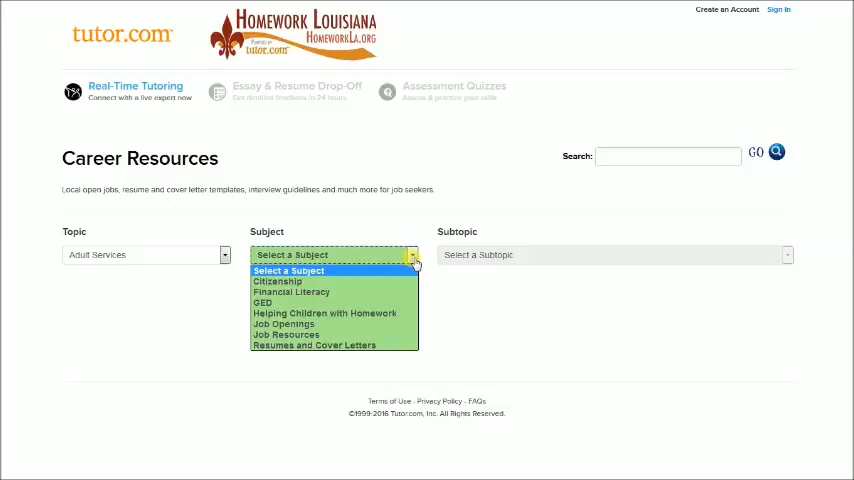 Create an Account Sign In
tutor.com
HOMEWORK LOUISIANA
HOMEWORKLA.ORG
POWERED BY
tutor.com
Real-Time Tutoring
Connect with a live expert now
Essay & Resume Drop-Off
Get detailed feedback in 24 hours
Assessment Quizzes
Assess & practice your skills
Career Resources
Search:
GO
Local open jobs, resume and cover letter templates, interview guidelines and much more for job seekers.
Topic
Subject
Subtopic
Adult Services
Select a Subject
Select a Subtopic
Select a Subject
Citizenship
Financial Literacy
GED
Helping Children with Homework
Job Openings
Job Resources
Resumes and Cover Letters
Terms of Use - Privacy Policy - FAQs
©1999-2016 Tutor.com, Inc. All Rights Reserved.